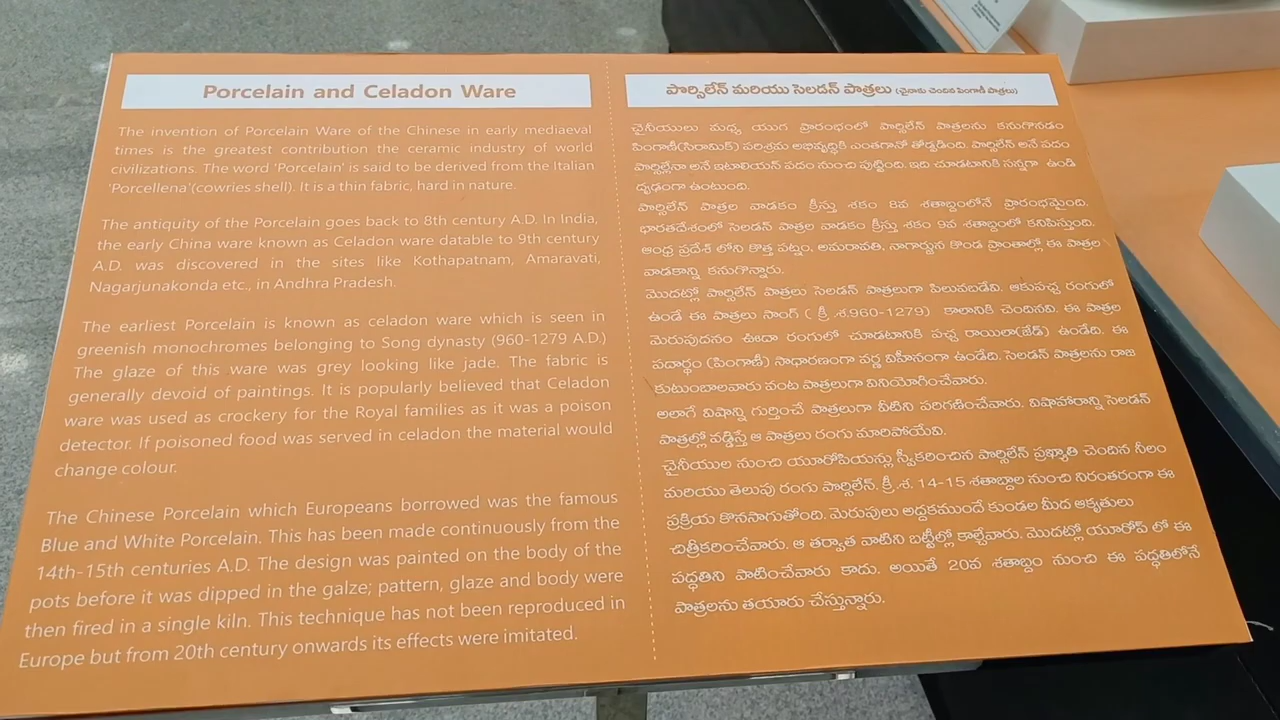 Porcelain and Celadon Ware
The invention of Porcelain Ware of the Chinese in early mediaeval
times is the greatest contribution the ceramic industry of world
civilizations. The word 'Porcelain' is said to be derived from the Italian
'Porcellena'(cowries shell). It is a thin fabric, hard in nature.
The antiquity of the Porcelain goes back to 8th century A.D. In India,
the early China ware known as Celadon ware datable to 9th century
A.D. was discovered in the sites like Kothapatnam, Amaravati,
Nagarjunakonda etc., in Andhra Pradesh.
The earliest Porcelain is known as celadon ware which is seen in
greenish monochromes belonging to Song dynasty (960-1279 A.D.)
The glaze of this ware was grey looking like jade. The fabric is
generally devoid of paintings. It is popularly believed that Celadon
ware was used as crockery for the Royal families as it was a poison
detector. If poisoned food was served in celadon the material would
change colour.
The Chinese Porcelain which Europeans borrowed was the famous
Blue and White Porcelain. This has been made continuously from the
14th-15th centuries A.D. The design was painted on the body of the
pots before it was dipped in the galze; pattern, glaze and body were
then fired in a single kiln. This technique has not been reproduced in
Europe but from 20th century onwards its effects were imitated.
పోర్సిలేన్ మరియు సెలడన్ పాత్రలు (చైనాకు చెందిన పింగాణీ పాత్రలు)
చైనీయులు మధ్య యుగ ప్రారంభంలో పోర్సిలేన్ పాత్రలను కనుగొనడం
పింగాణీ(సిరామిక్) పరిశ్రమ అభివృద్ధికి ఎంతగానో తోడ్పడింది. పోర్సిలేన్ అనే పదం
పోర్సిల్లేనా అనే ఇటాలియన్ పదం నుంచి పుట్టింది. ఇది చూడటానికి సన్నగా ఉండి
దృఢంగా ఉంటుంది.
పోర్సిలేన్ పాత్రల వాడకం క్రీస్తు శకం 8వ శతాబ్దంలోనే ప్రారంభమైంది.
భారతదేశంలో సెలడన్ పాత్రల వాడకం క్రీస్తు శకం 9వ శతాబ్దంలో కనిపిస్తుంది.
ఆంధ్ర ప్రదేశ్ లోని కొత్త పట్నం, అమరావతి, నాగార్జున కొండ ప్రాంతాల్లో ఈ పాత్రల
వాడకాన్ని కనుగొన్నారు.
మొదట్లో పోర్సిలేన్ పాత్రలు సెలడన్ పాత్రలుగా పిలువబడేవి. ఆకుపచ్చ రంగులో
ఉండే ఈ పాత్రలు సాంగ్ ( క్రీ .శ.960-1279) కాలానికి చెందినవి. ఈ పాత్రల
మెరుపుదనం ఊదా రంగులో చూడటానికి పచ్చ రాయిలా(జేడ్) ఉండేది. ఈ
పదార్థం (పింగాణీ) సాధారణంగా వర్ణ విహీనంగా ఉండేది. సెలడన్ పాత్రలను రాజ
కుటుంబాలవారు వంట పాత్రలుగా వినియోగించేవారు.
అలాగే విషాన్ని గుర్తించే పాత్రలుగా వీటిని పరిగణించేవారు. విషాహారాన్ని సెలడన్
పాత్రల్లో వడ్డిస్తే ఆ పాత్రలు రంగు మారిపోయేవి.
చైనీయుల నుంచి యూరోపియన్లు స్వీకరించిన పోర్సిలేన్ ప్రఖ్యాతి చెందిన నీలం
మరియు తెలుపు రంగు పోర్సిలేన్. క్రీ .శ. 14-15 శతాబ్దాల నుంచి నిరంతరంగా ఈ
ప్రక్రియ కొనసాగుతోంది. మెరుపులు అద్దకముందే కుండల మీద ఆకృతులు
చిత్రీకరించేవారు. ఆ తర్వాత వాటిని బట్టీల్లో కాల్చేవారు. మొదట్లో యూరోప్ లో ఈ
పద్ధతిని పాటించేవారు కాదు. అయితే 20వ శతాబ్దం నుంచి ఈ పద్ధతిలోనే
పాత్రలను తయారు చేస్తున్నారు.